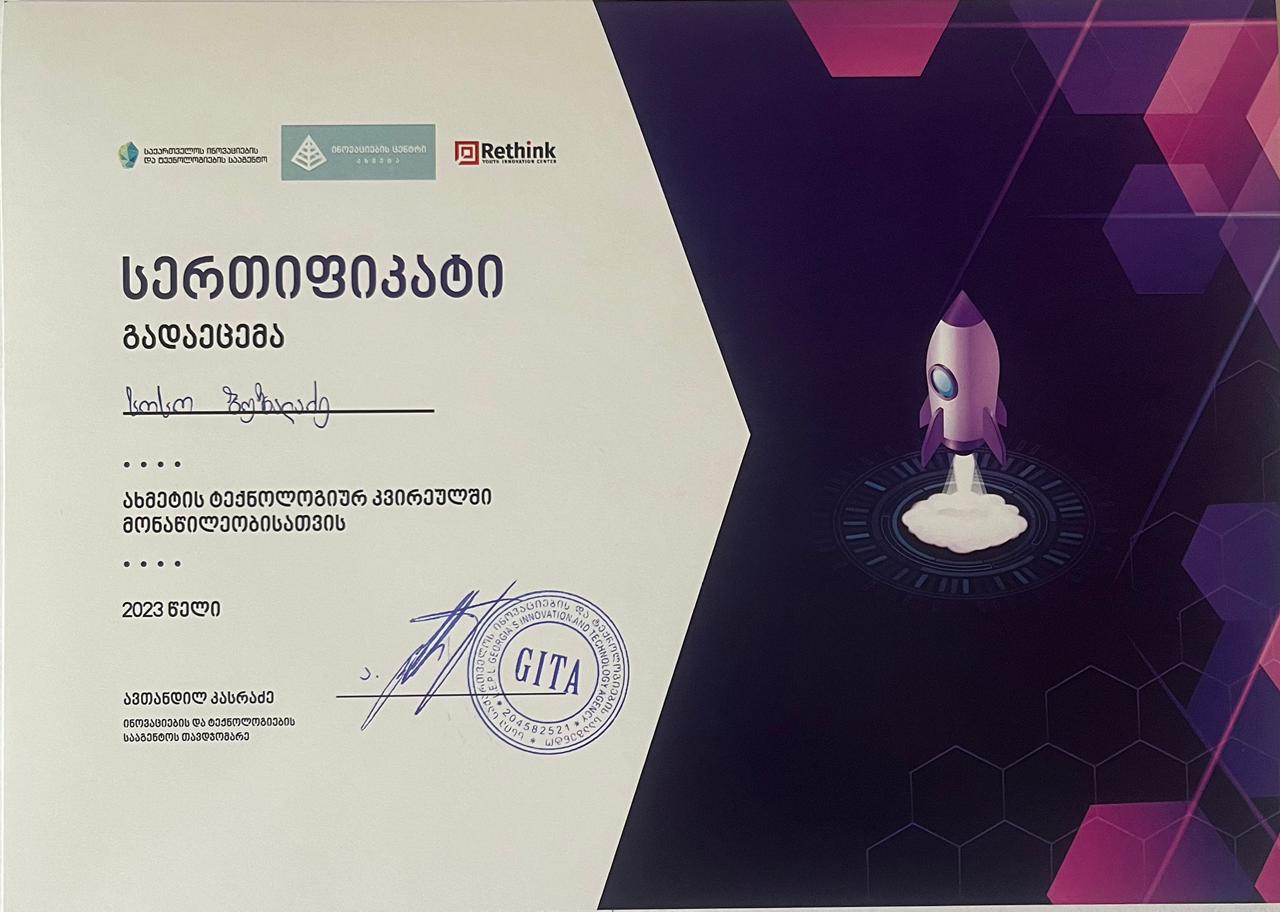 საქართველოს ინოვაციების
და ტექნოლოგიების სააგენტო
ინოვაციების ცენტრი
ახმეტა
Rethink
YOUTH INNOVATION CENTER
სერთიფიკატი
გადაეცემა
სოსო
ახმეტის ტექნოლოგიურ კვირეულში
მონაწილეობისათვის
2023 წელი
ავთანდილ კასრაძე
ინოვაციების და ტექნოლოგიების
სააგენტოს თავმჯდომარე
ა.
საქართველოს ინოვაციების და ტექნოლოგიების სააგენტო
L.E.P.L. GEORGIA'S INNOVATION AND TECHNOLOGY AGENCY
GITA
* 204582521 *